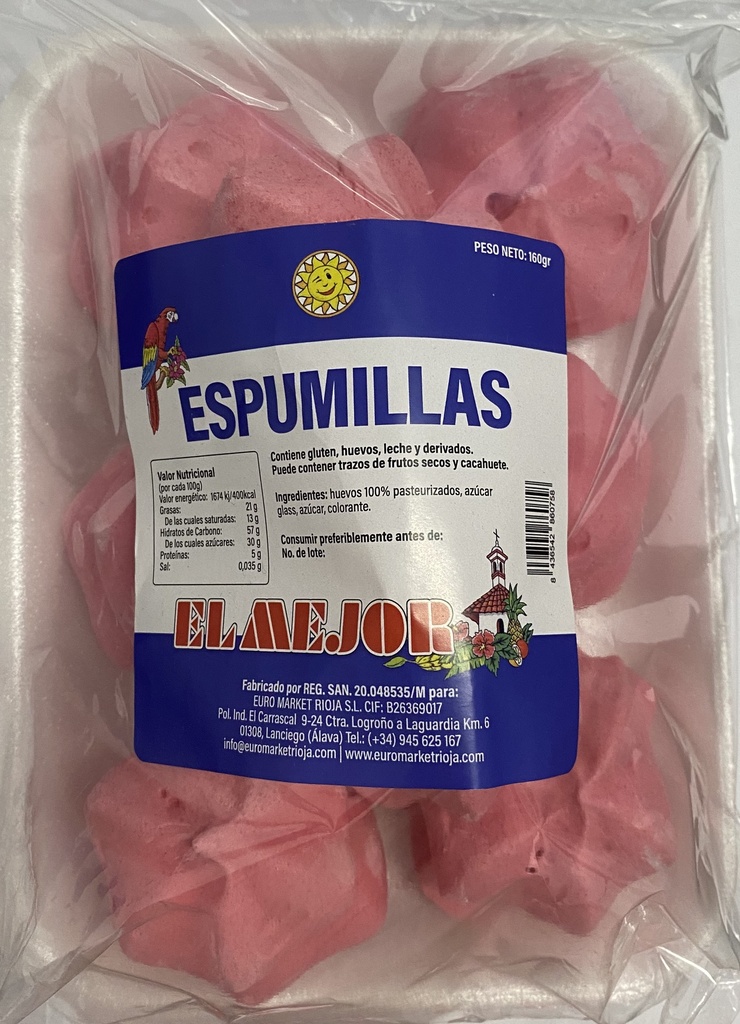 PESO NETO: 160gr
ESPUMILLAS
Contiene gluten, huevos, leche y derivados.
Puede contener trazos de frutos secos y cacahuete.
Valor Nutricional
(por cada 100g)
Valor energético: 1674 kj/400kcal
Grasas: 21 g
De las cuales saturadas: 13 g
Hidratos de Carbono: 57 g
De los cuales azúcares: 30 g
Proteínas: 5 g
Sal: 0,035 g
Ingredientes: huevos 100% pasteurizados, azúcar
glass, azúcar, colorante.
Consumir preferiblemente antes de:
No. de lote:
8 436542 860758
EL MEJOR
Fabricado por REG. SAN. 20.048535/M para:
EURO MARKET RIOJA S.L. CIF: B26369017
Pol. Ind. El Carrascal 9-24 Ctra. Logroño a Laguardia Km. 6
01308, Lanciego (Álava) Tel.: (+34) 945 625 167
info@euromarketrioja.com | www.euromarketrioja.com